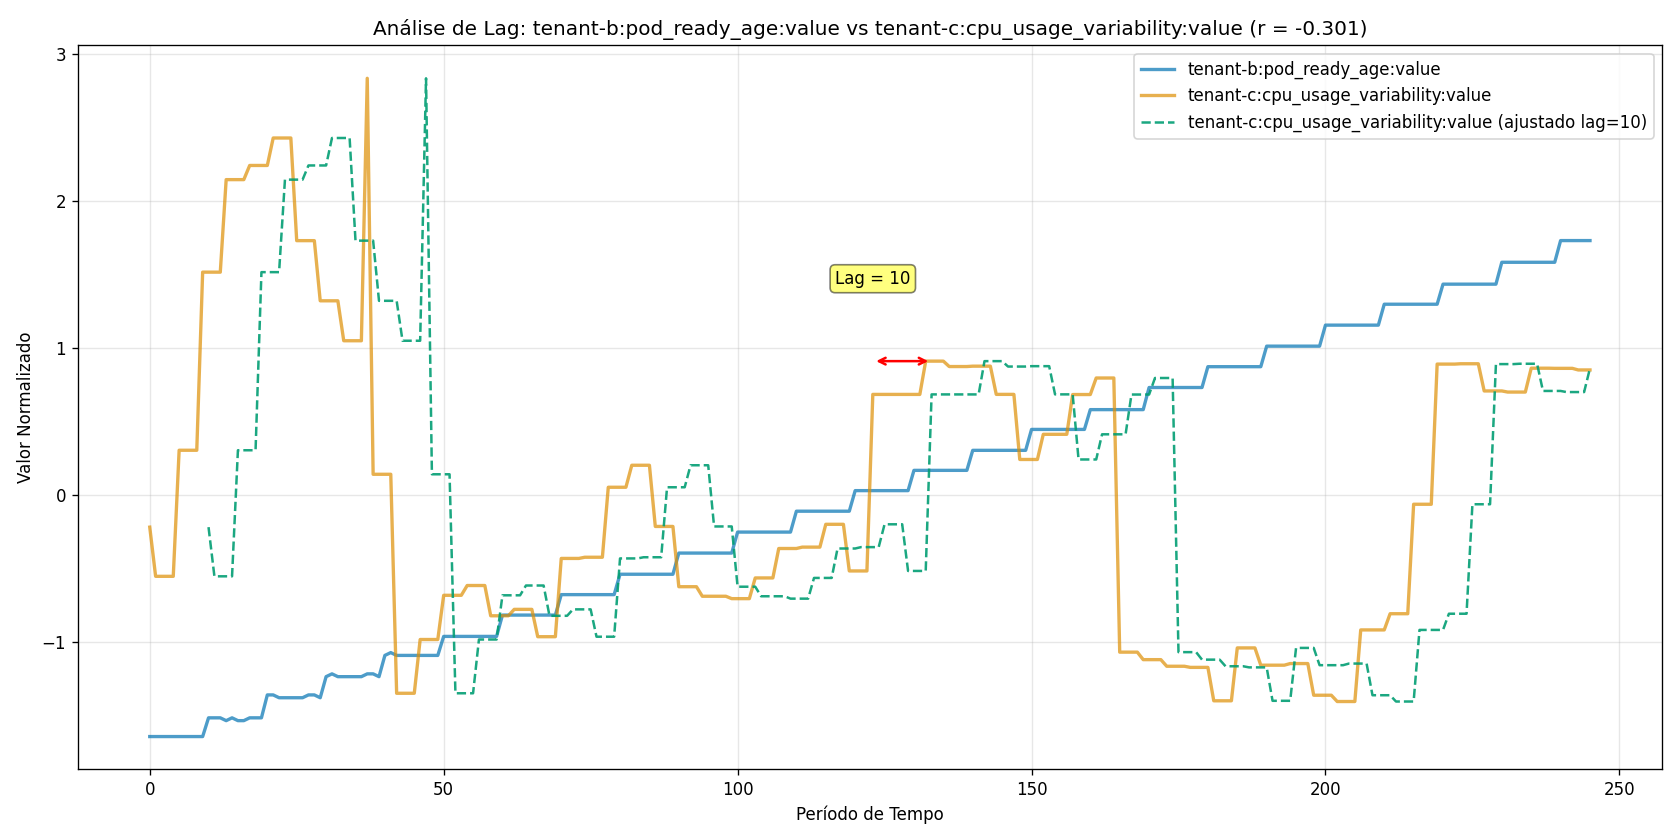 Análise de Lag: tenant-b:pod_ready_age:value vs tenant-c:cpu_usage_variability:value (r = -0.301)
tenant-b:pod_ready_age:value
tenant-c:cpu_usage_variability:value
tenant-c:cpu_usage_variability:value (ajustado lag=10)
Lag = 10
Valor Normalizado
3
2
1
0
−1
0 50 100 150 200 250
Período de Tempo